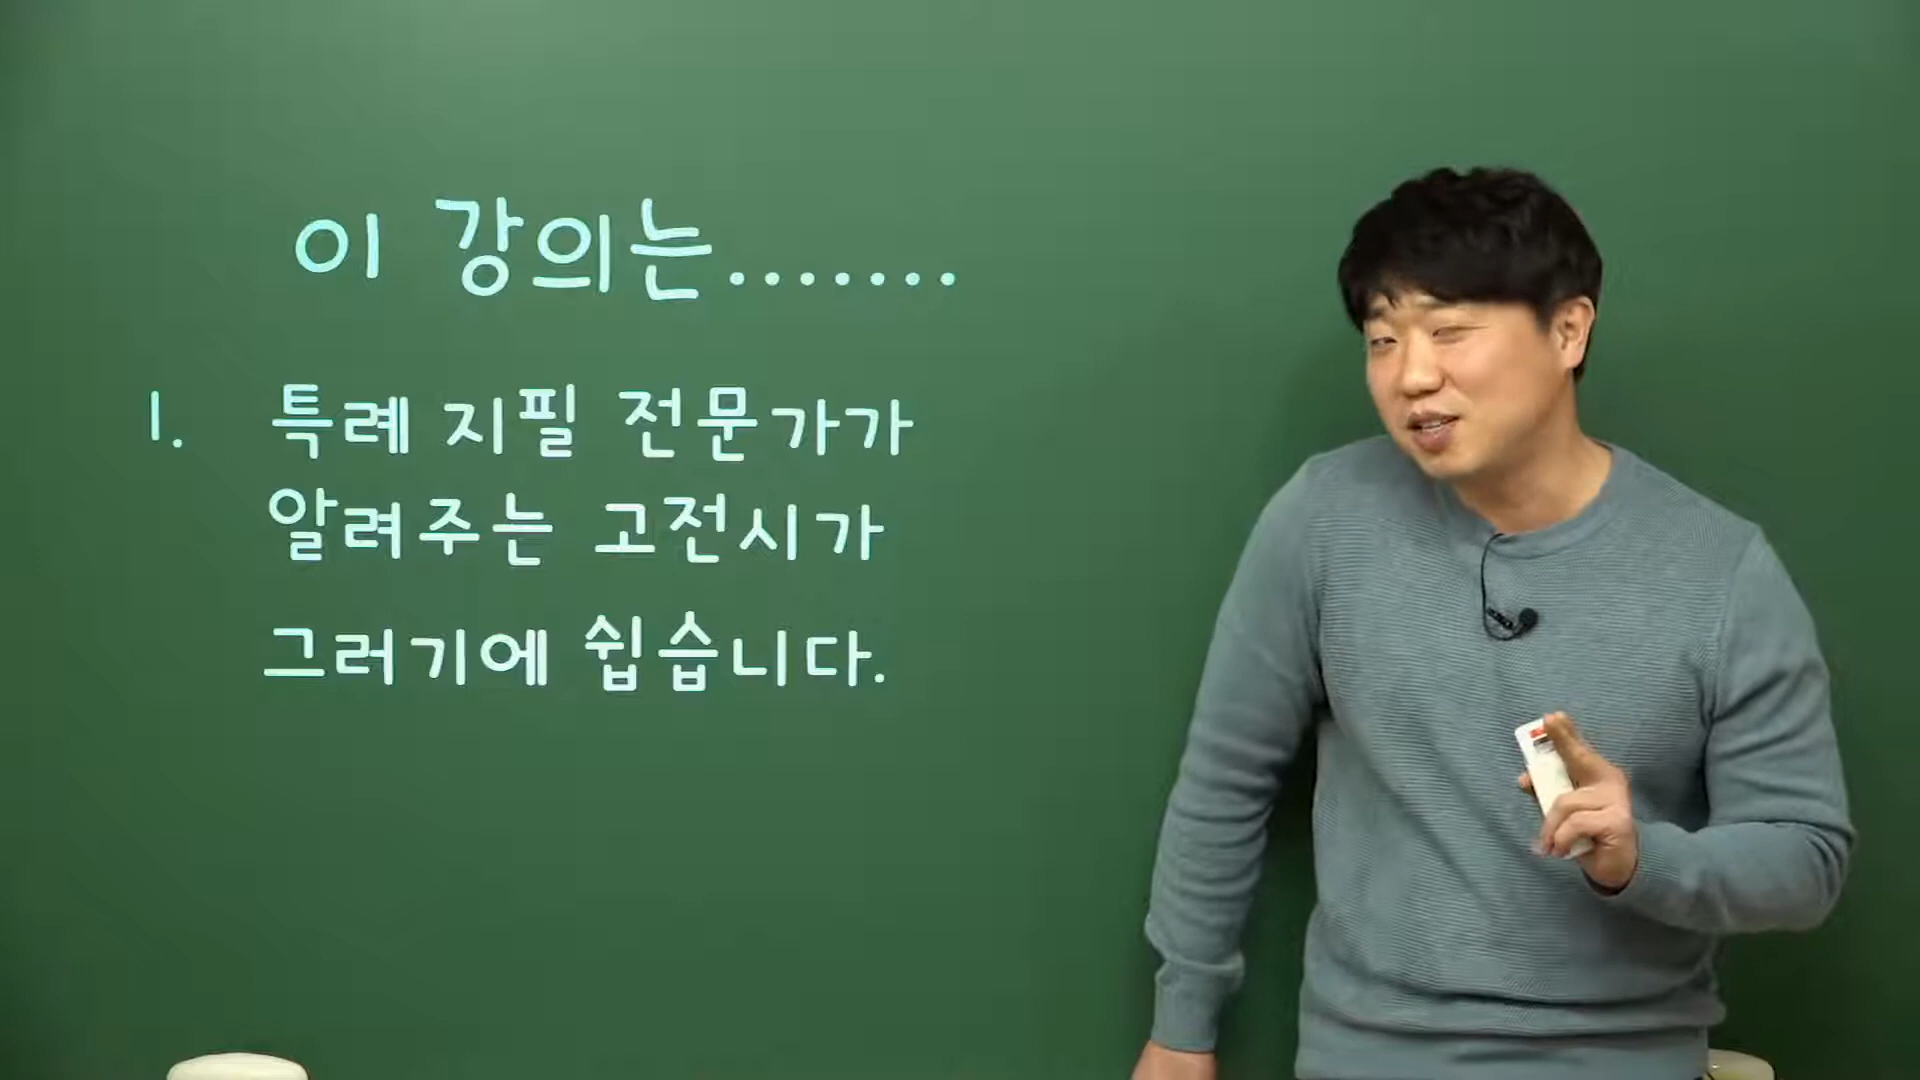 이 강의는.......
1. 특례 지필 전문가가
알려주는 고전시가
그러기에 쉽습니다.